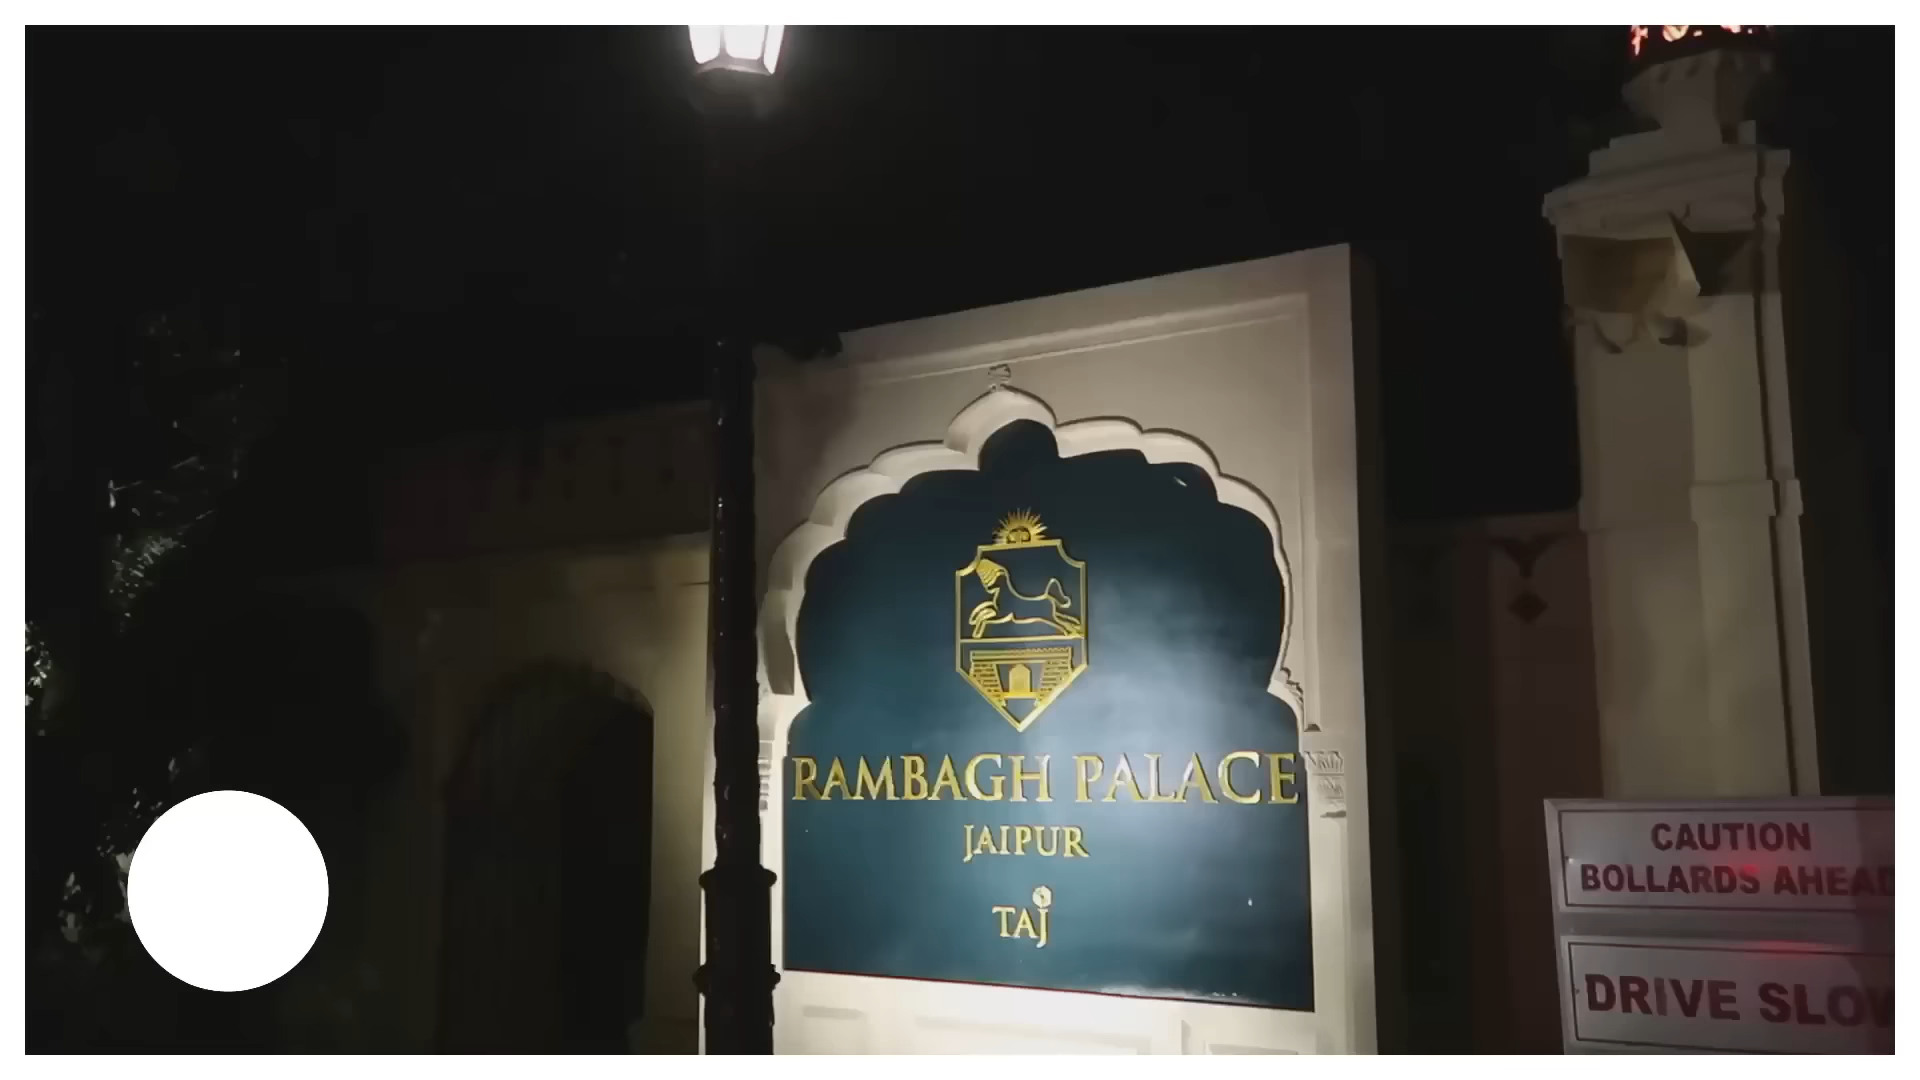 RAMBAGH PALACE
JAIPUR
TAJ
CAUTION
BOLLARDS AHEAD
DRIVE SLOW